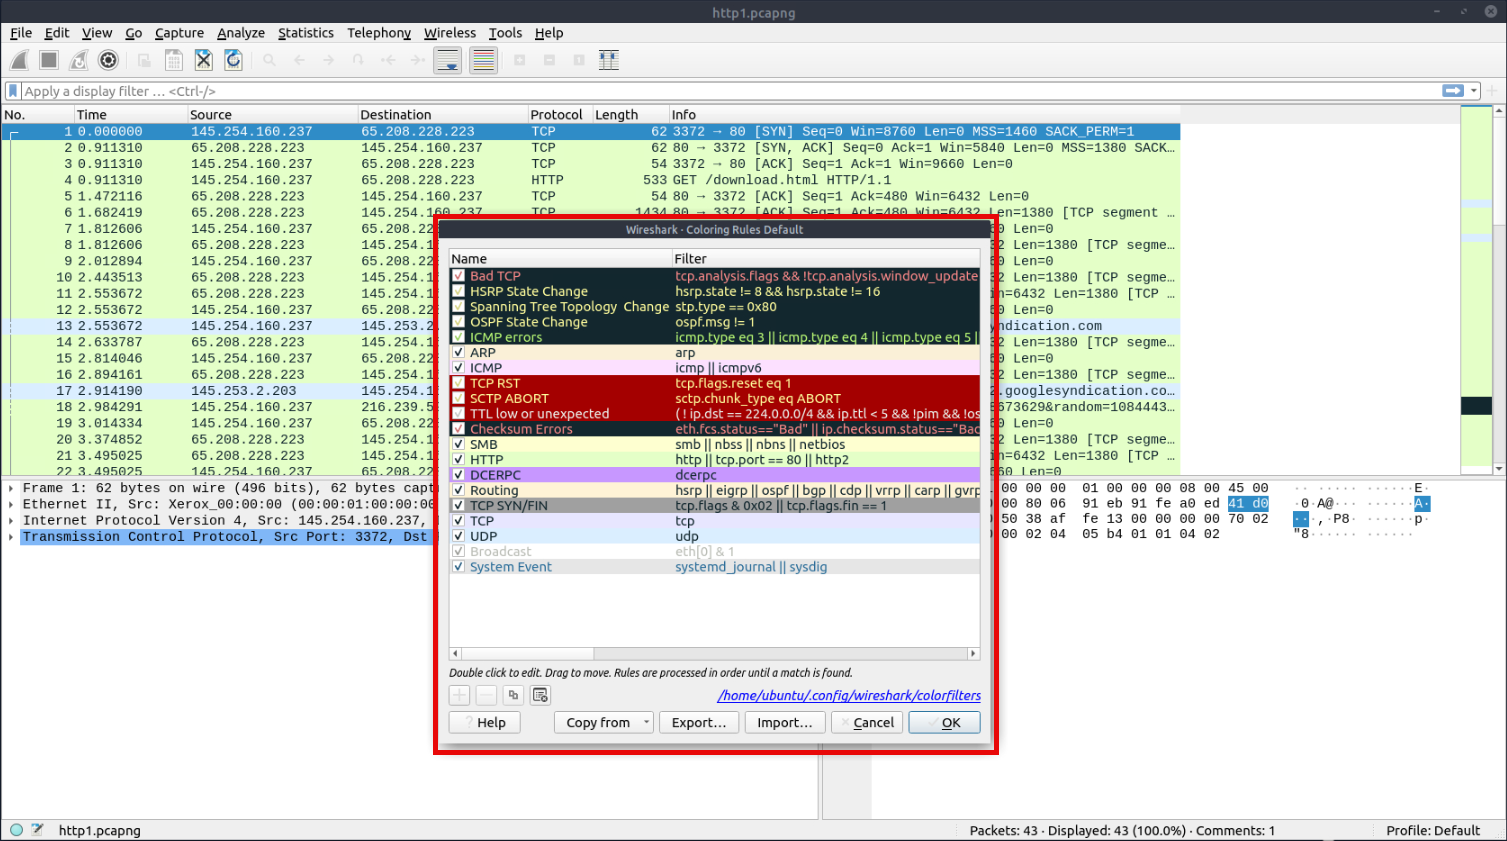 http1.pcapng
File Edit View Go Capture Analyze Statistics Telephony Wireless Tools Help
Apply a display filter … <Ctrl-/>
No. Time Source Destination Protocol Length Info
1 0.000000 145.254.160.237 65.208.228.223 TCP 62 3372 → 80 [SYN] Seq=0 Win=8760 Len=0 MSS=1460 SACK_PERM=1
2 0.911310 65.208.228.223 145.254.160.237 TCP 62 80 → 3372 [SYN, ACK] Seq=0 Ack=1 Win=5840 Len=0 MSS=1380 SACK…
3 0.911310 145.254.160.237 65.208.228.223 TCP 54 3372 → 80 [ACK] Seq=1 Ack=1 Win=9660 Len=0
4 0.911310 145.254.160.237 65.208.228.223 HTTP 533 GET /download.html HTTP/1.1
5 1.472116 65.208.228.223 145.254.160.237 TCP 54 80 → 3372 [ACK] Seq=1 Ack=480 Win=6432 Len=0
6 1.682419 65.208.228.223 145.254.160.237 TCP 1434 80 → 3372 [ACK] Seq=1 Ack=480 Win=6432 Len=1380 [TCP segment …
7 1.812606 145.254.160.237 65.208.22 60 Len=0
8 1.812606 65.208.228.223 145.254.1 32 Len=1380 [TCP segme…
9 2.012894 145.254.160.237 65.208.22 60 Len=0
10 2.443513 65.208.228.223 145.254.1 32 Len=1380 [TCP segme…
11 2.553672 65.208.228.223 145.254.1 in=6432 Len=1380 [TCP …
12 2.553672 145.254.160.237 65.208.22 60 Len=0
13 2.553672 145.254.160.237 145.253.2. yndication.com
14 2.633787 65.208.228.223 145.254.1 32 Len=1380 [TCP segme…
15 2.814046 145.254.160.237 65.208.22 60 Len=0
16 2.894161 65.208.228.223 145.254.1 32 Len=1380 [TCP segme…
17 2.914190 145.253.2.203 145.254.1 2.googlesyndication.co…
18 2.984291 145.254.160.237 216.239.5 8673629&random=1084443…
19 3.014334 145.254.160.237 65.208.22 60 Len=0
20 3.374852 65.208.228.223 145.254.1 32 Len=1380 [TCP segme…
21 3.495025 65.208.228.223 145.254.1 in=6432 Len=1380 [TCP …
22 3.495025 145.254.160.237 65.208.22 60 Len=0
Wireshark · Coloring Rules Default
Name Filter
Bad TCP tcp.analysis.flags && !tcp.analysis.window_update
HSRP State Change hsrp.state != 8 && hsrp.state != 16
Spanning Tree Topology Change stp.type == 0x80
OSPF State Change ospf.msg != 1
ICMP errors icmp.type eq 3 || icmp.type eq 4 || icmp.type eq 5 ||
ARP arp
ICMP icmp || icmpv6
TCP RST tcp.flags.reset eq 1
SCTP ABORT sctp.chunk_type eq ABORT
TTL low or unexpected ( ! ip.dst == 224.0.0.0/4 && ip.ttl < 5 && !pim && !os
Checksum Errors eth.fcs.status=="Bad" || ip.checksum.status=="Bad
SMB smb || nbss || nbns || netbios
HTTP http || tcp.port == 80 || http2
DCERPC dcerpc
Routing hsrp || eigrp || ospf || bgp || cdp || vrrp || carp || gvrp
TCP SYN/FIN tcp.flags & 0x02 || tcp.flags.fin == 1
TCP tcp
UDP udp
Broadcast eth[0] & 1
System Event systemd_journal || sysdig
Double click to edit. Drag to move. Rules are processed in order until a match is found.
/home/ubuntu/.config/wireshark/colorfilters
? Help Copy from Export… Import… Cancel OK
Frame 1: 62 bytes on wire (496 bits), 62 bytes capt
Ethernet II, Src: Xerox_00:00:00 (00:00:01:00:00:00
Internet Protocol Version 4, Src: 145.254.160.237,
Transmission Control Protocol, Src Port: 3372, Dst
00 00 00 01 00 00 00 08 00 45 00 ·· ······ ······E·
00 80 06 91 eb 91 fe a0 ed 41 d0 ·0·A@··· ·······A·
50 38 af fe 13 00 00 00 00 70 02 ···,·P8· ······p·
00 02 04 05 b4 01 01 04 02 "8······ ······
http1.pcapng
Packets: 43 · Displayed: 43 (100.0%) · Comments: 1
Profile: Default